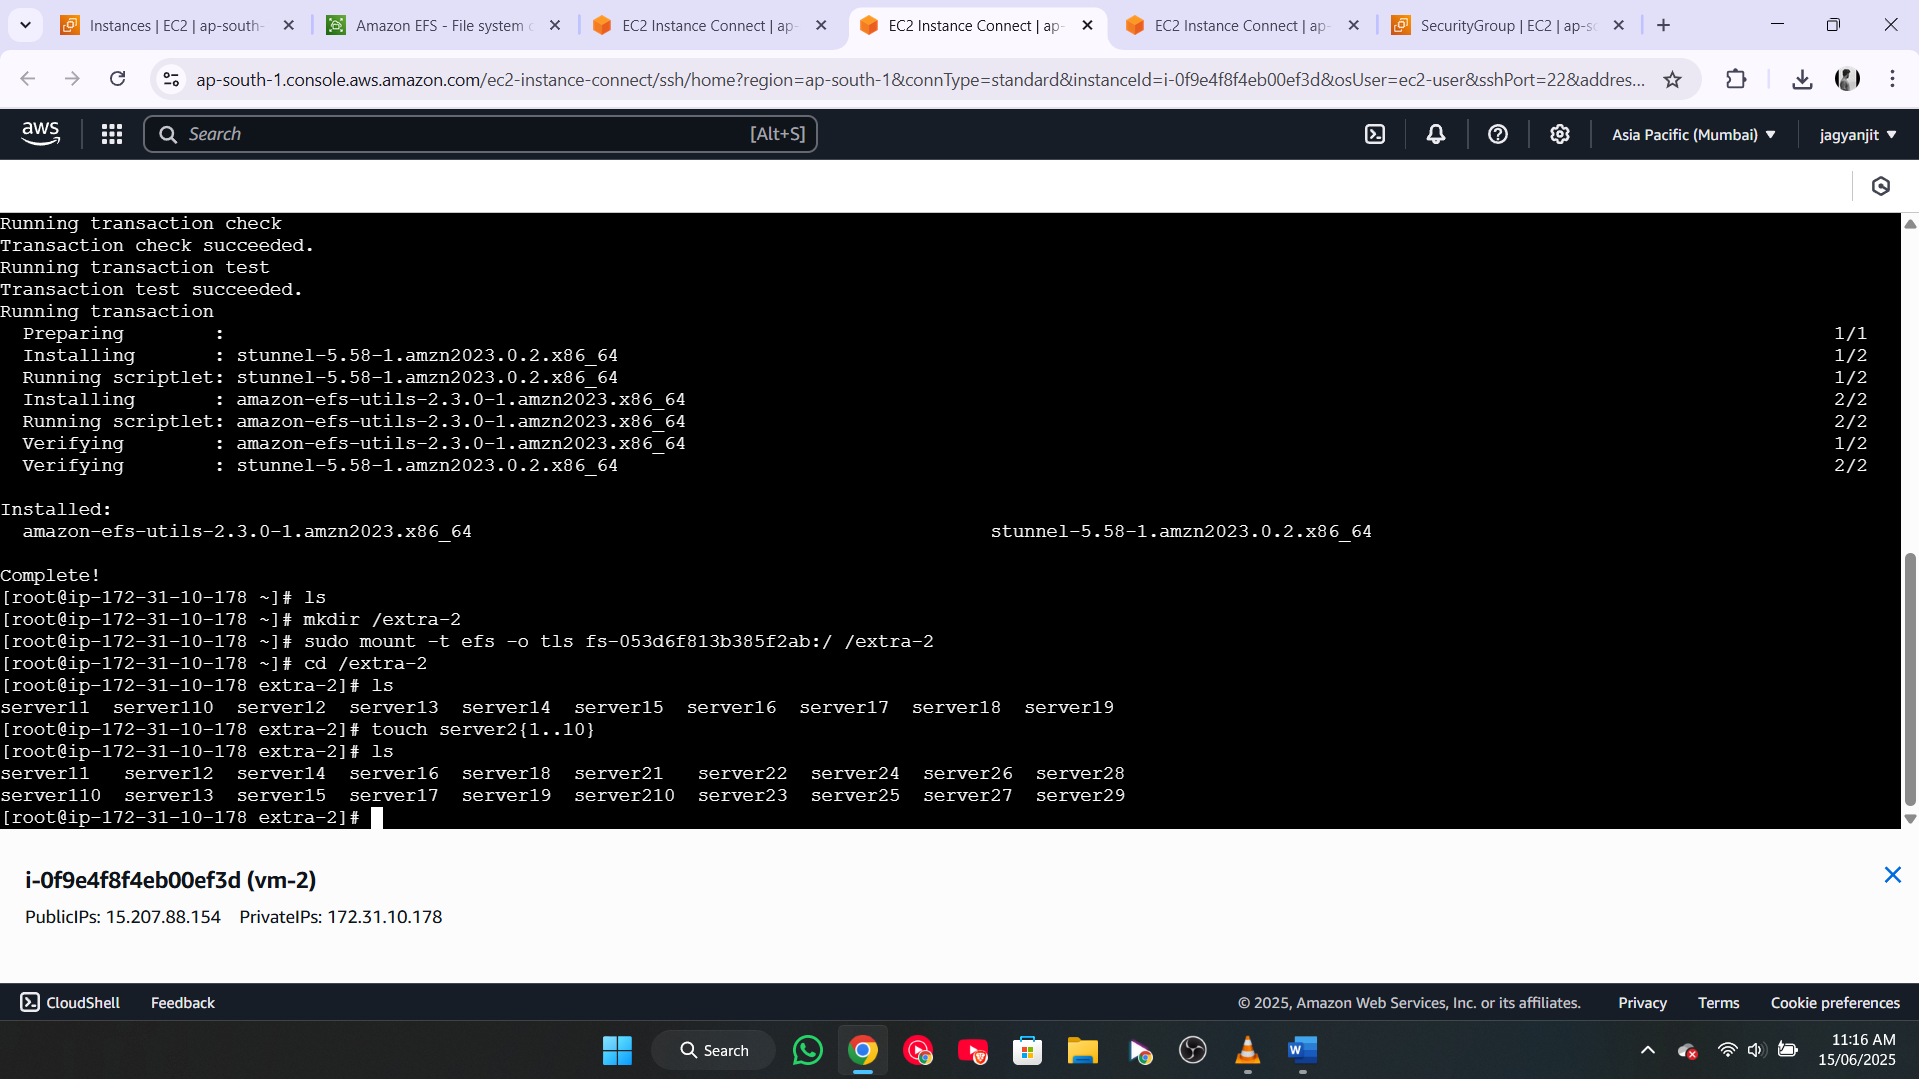 Instances | EC2 | ap-south-
Amazon EFS - File system
EC2 Instance Connect | ap-
EC2 Instance Connect | ap-
EC2 Instance Connect | ap-
SecurityGroup | EC2 | ap-s
ap-south-1.console.aws.amazon.com/ec2-instance-connect/ssh/home?region=ap-south-1&connType=standard&instanceId=i-0f9e4f8f4eb00ef3d&osUser=ec2-user&sshPort=22&addres...
aws
Search
[Alt+S]
Asia Pacific (Mumbai)
jagyanjit
Running transaction check
Transaction check succeeded.
Running transaction test
Transaction test succeeded.
Running transaction
  Preparing        : 1/1
  Installing       : stunnel-5.58-1.amzn2023.0.2.x86_64 1/2
  Running scriptlet: stunnel-5.58-1.amzn2023.0.2.x86_64 1/2
  Installing       : amazon-efs-utils-2.3.0-1.amzn2023.x86_64 2/2
  Running scriptlet: amazon-efs-utils-2.3.0-1.amzn2023.x86_64 2/2
  Verifying        : amazon-efs-utils-2.3.0-1.amzn2023.x86_64 1/2
  Verifying        : stunnel-5.58-1.amzn2023.0.2.x86_64 2/2
Installed:
  amazon-efs-utils-2.3.0-1.amzn2023.x86_64 stunnel-5.58-1.amzn2023.0.2.x86_64
Complete!
[root@ip-172-31-10-178 ~]# ls
[root@ip-172-31-10-178 ~]# mkdir /extra-2
[root@ip-172-31-10-178 ~]# sudo mount -t efs -o tls fs-053d6f813b385f2ab:/ /extra-2
[root@ip-172-31-10-178 ~]# cd /extra-2
[root@ip-172-31-10-178 extra-2]# ls
server11  server110  server12  server13  server14  server15  server16  server17  server18  server19
[root@ip-172-31-10-178 extra-2]# touch server2{1..10}
[root@ip-172-31-10-178 extra-2]# ls
server11   server12  server14  server16  server18  server21   server22  server24  server26  server28
server110  server13  server15  server17  server19  server210  server23  server25  server27  server29
[root@ip-172-31-10-178 extra-2]#
i-0f9e4f8f4eb00ef3d (vm-2)
PublicIPs: 15.207.88.154 PrivateIPs: 172.31.10.178
CloudShell Feedback © 2025, Amazon Web Services, Inc. or its affiliates. Privacy Terms Cookie preferences
Search
11:16 AM
15/06/2025